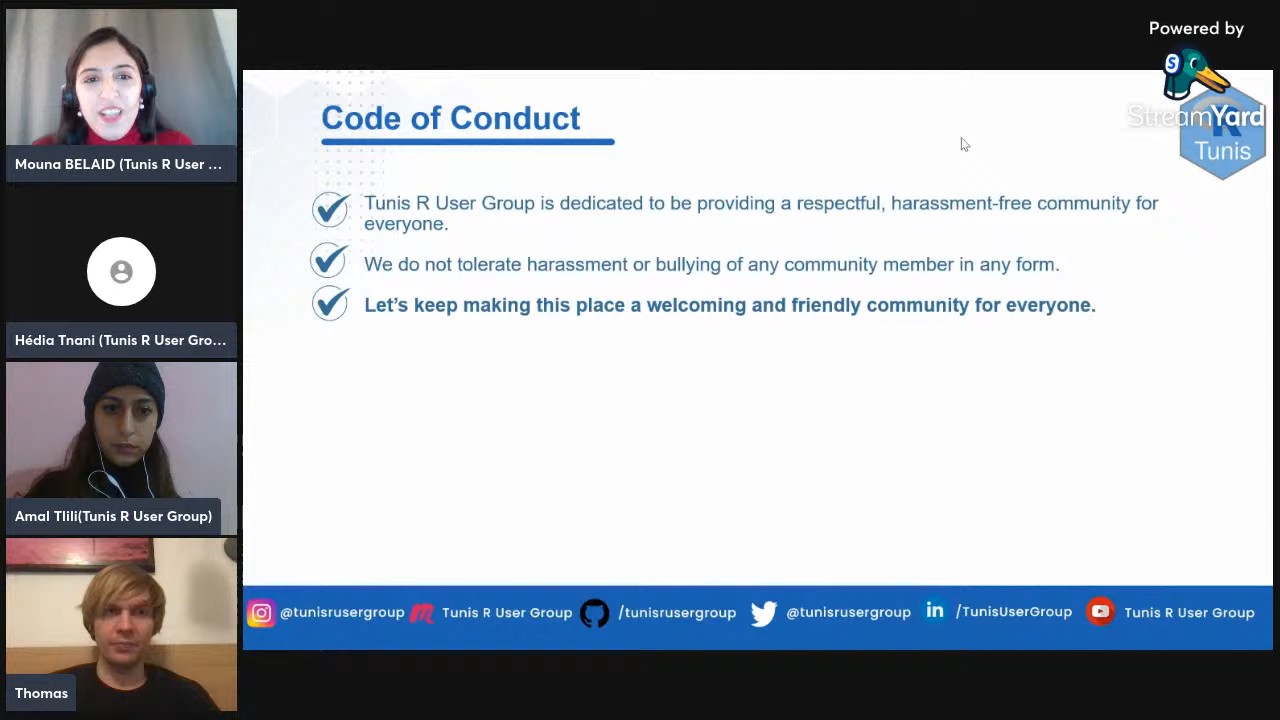 Powered by
StreamYard
R
Tunis
S
Code of Conduct
Tunis R User Group is dedicated to be providing a respectful, harassment-free community for
everyone.
We do not tolerate harassment or bullying of any community member in any form.
Let's keep making this place a welcoming and friendly community for everyone.
Mouna BELAID (Tunis R User ...
Hédia Tnani (Tunis R User Gro...
Amal Tlili(Tunis R User Group)
Thomas
@tunisrusergroup
Tunis R User Group
/tunisrusergroup
@tunisrusergroup
in
/TunisUserGroup
Tunis R User Group